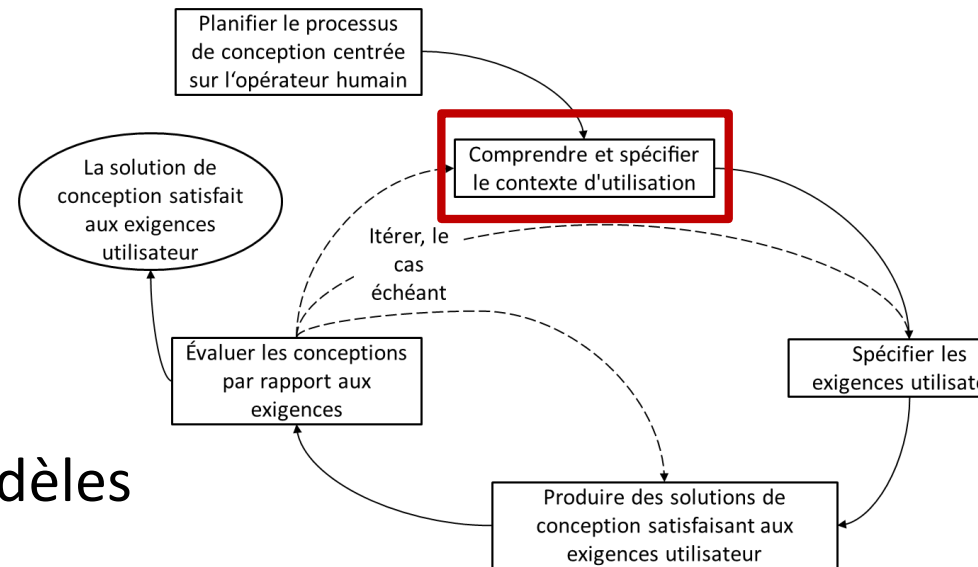 Planifier le processus
de conception centrée
sur l‘opérateur humain
Comprendre et spécifier
le contexte d'utilisation
La solution de
conception satisfait
aux exigences
utilisateur
Itérer, le
cas
échéant
Évaluer les conceptions
par rapport aux
exigences
Spécifier les
exigences
dèles
Produire des solutions de
conception satisfaisant aux
exigences utilisateur